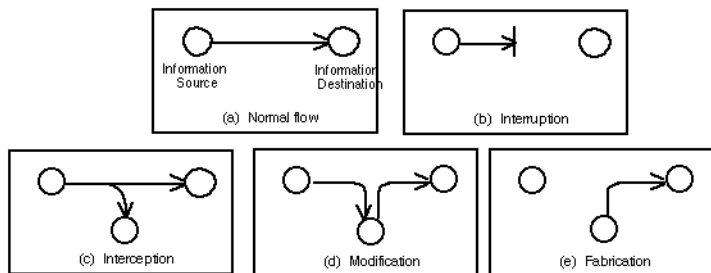 Information
Source
Information
Destination
(a) Normal flow
(b) Interruption
(c) Interception
(d) Modification
(e) Fabrication